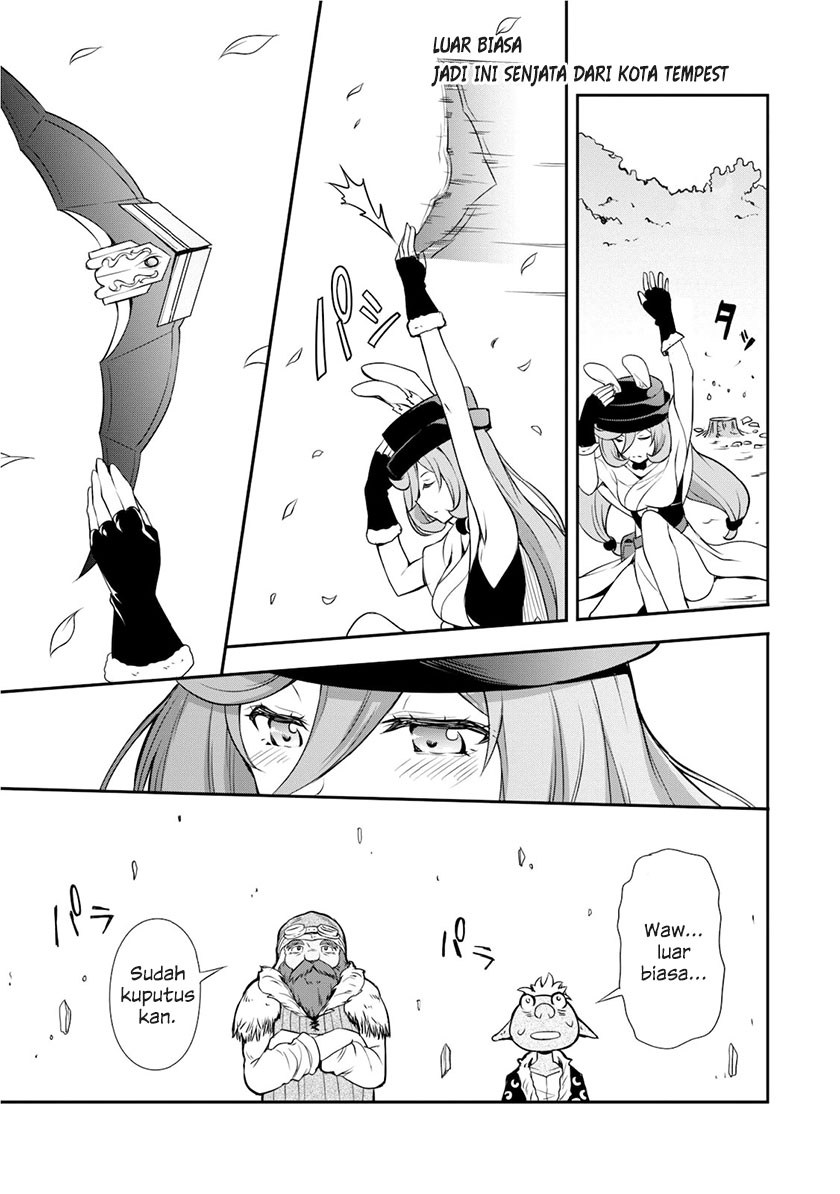 LUAR BIASA
JADI INI SENJATA DARI KOTA TEMPEST
タッ
パシ
Waw...
luar
biasa...
パラ
Sudah
kuputus
kan.
パラ